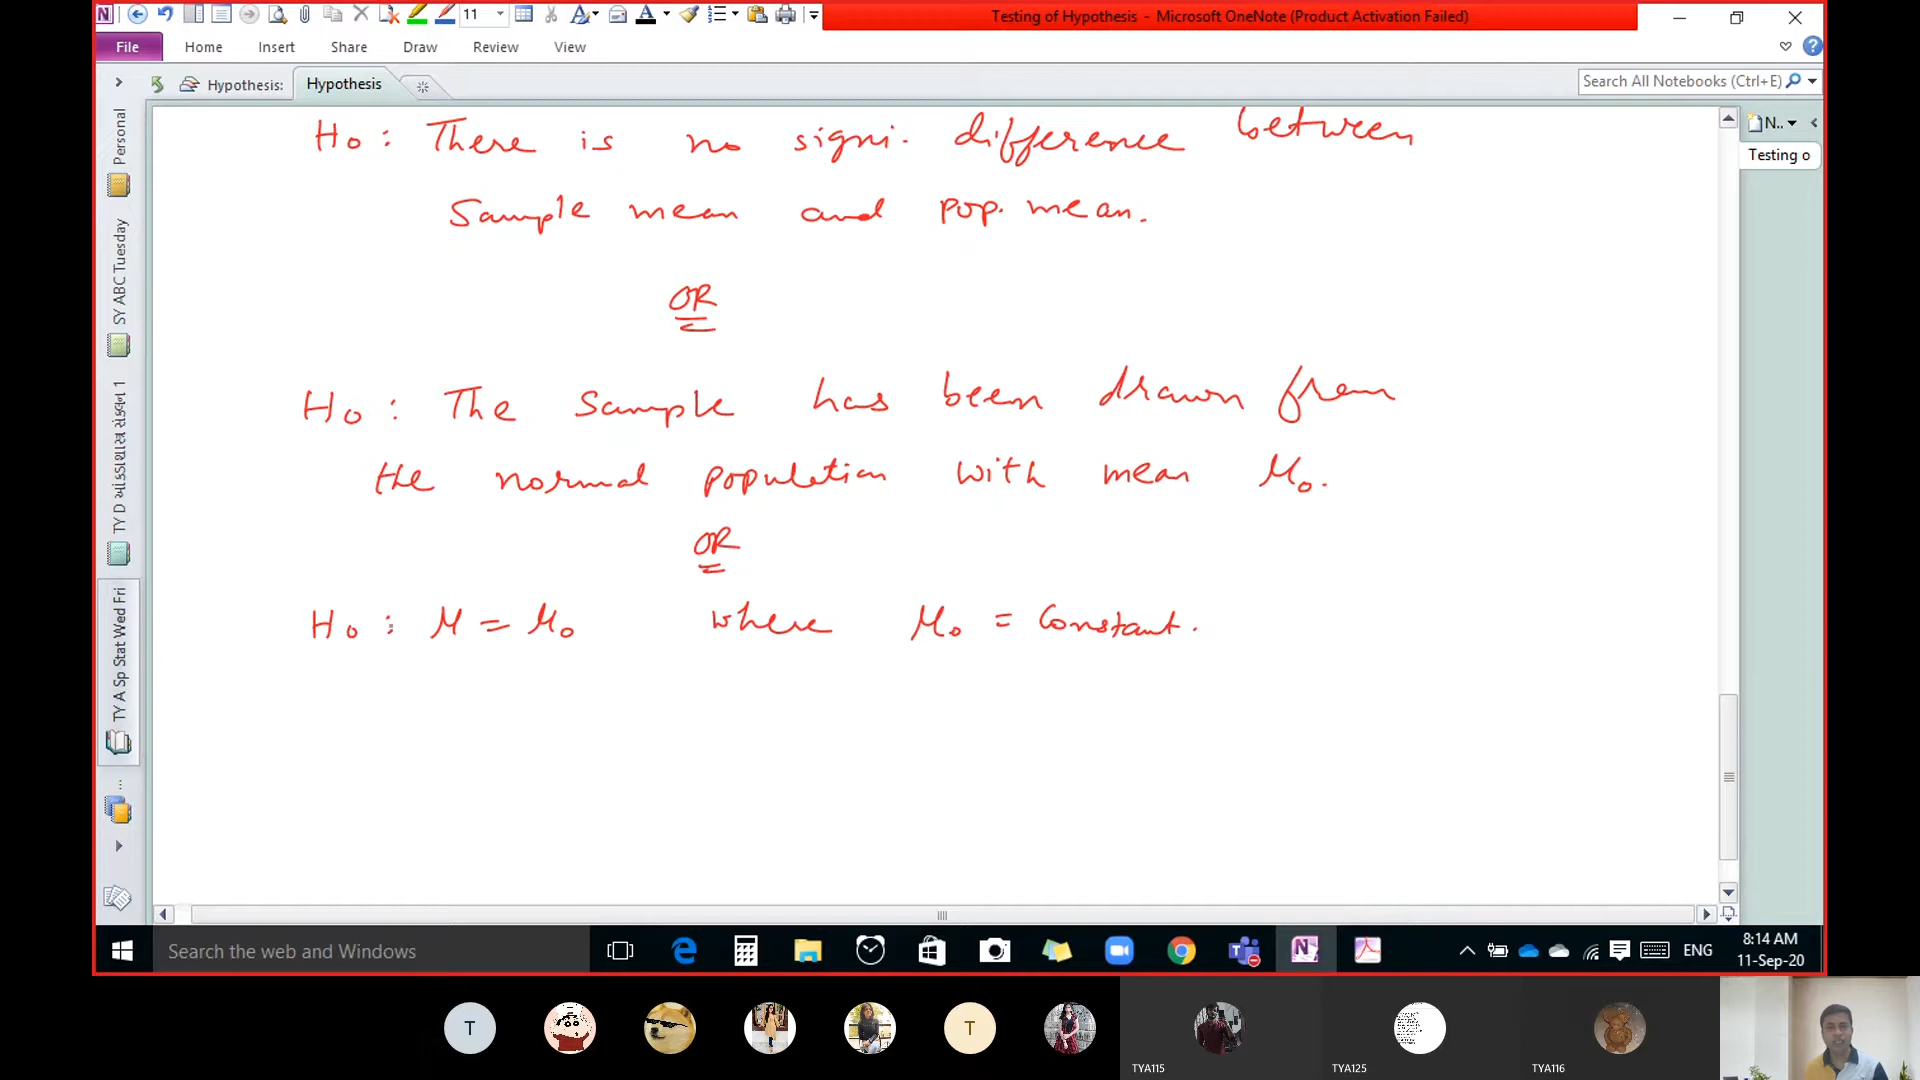 11
Testing of Hypothesis - Microsoft OneNote (Product Activation Failed)
File Home Insert Share Draw Review View
Hypothesis: Hypothesis
Search All Notebooks (Ctrl+E)
N..
Testing o
Personal
SY ABC Tuesday
TY A Sp Stat Wed Fri
Ho : There is no signi. difference between
Sample mean and pop. mean.
OR
Ho : The Sample has been drawn from
the normal population with mean μo.
OR
Ho : μ = μo where μo = Constant.
Search the web and Windows
ENG
8:14 AM
11-Sep-20
T
T
TYA115
TYA125
TYA116